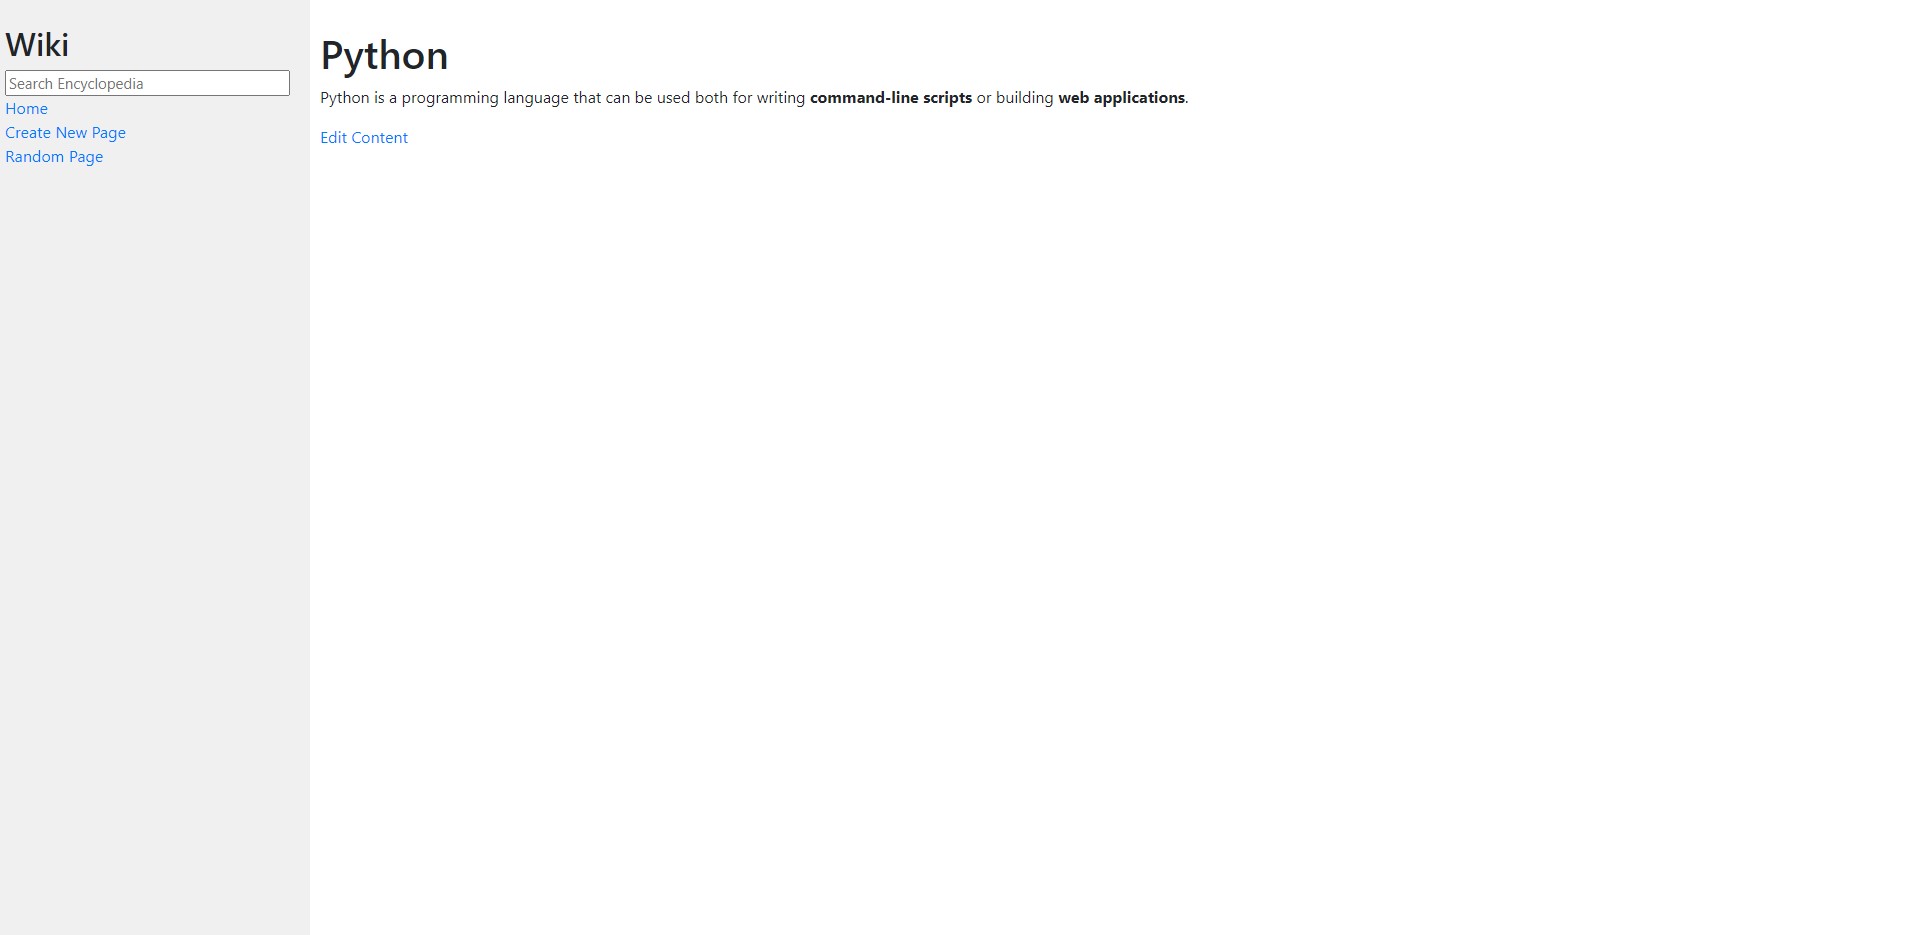 Wiki
Search Encyclopedia
Home
Create New Page
Random Page
Python
Python is a programming language that can be used both for writing command-line scripts or building web applications.
Edit Content